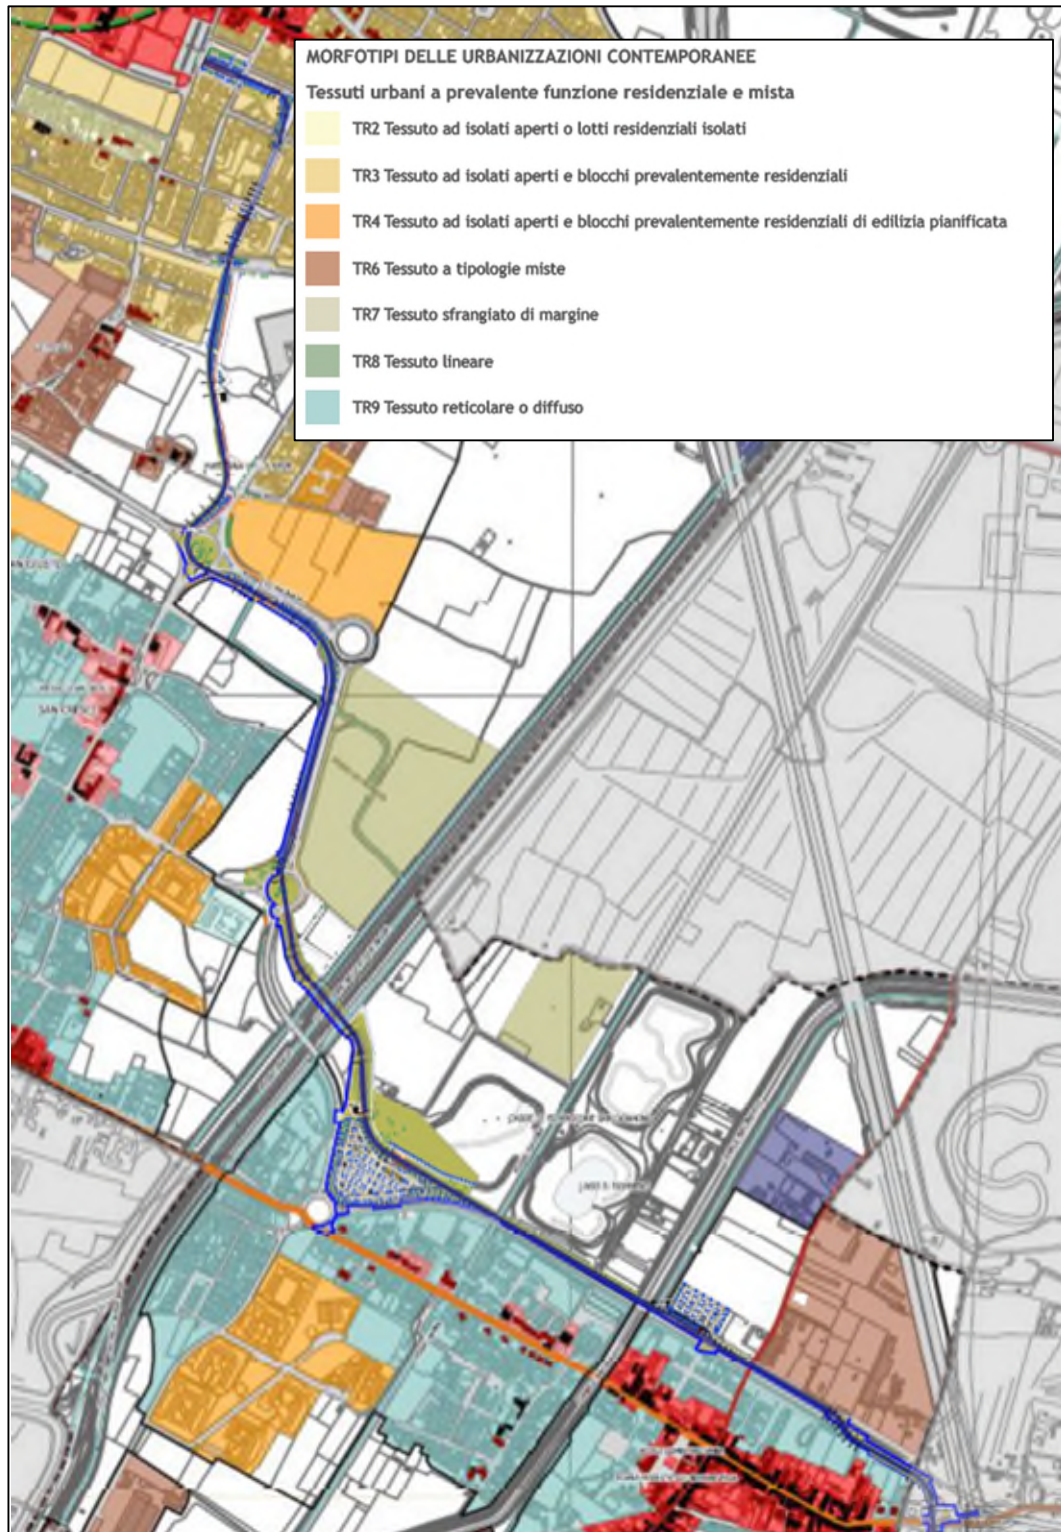 MORFOTIPI DELLE URBANIZZAZIONI CONTEMPORANEE
Tessuti urbani a prevalente funzione residenziale e mista
TR2 Tessuto ad isolati aperti o lotti residenziali isolati
TR3 Tessuto ad isolati aperti e blocchi prevalentemente residenziali
TR4 Tessuto ad isolati aperti e blocchi prevalentemente residenziali di edilizia pianificata
TR6 Tessuto a tipologie miste
TR7 Tessuto sfrangiato di margine
TR8 Tessuto lineare
TR9 Tessuto reticolare o diffuso